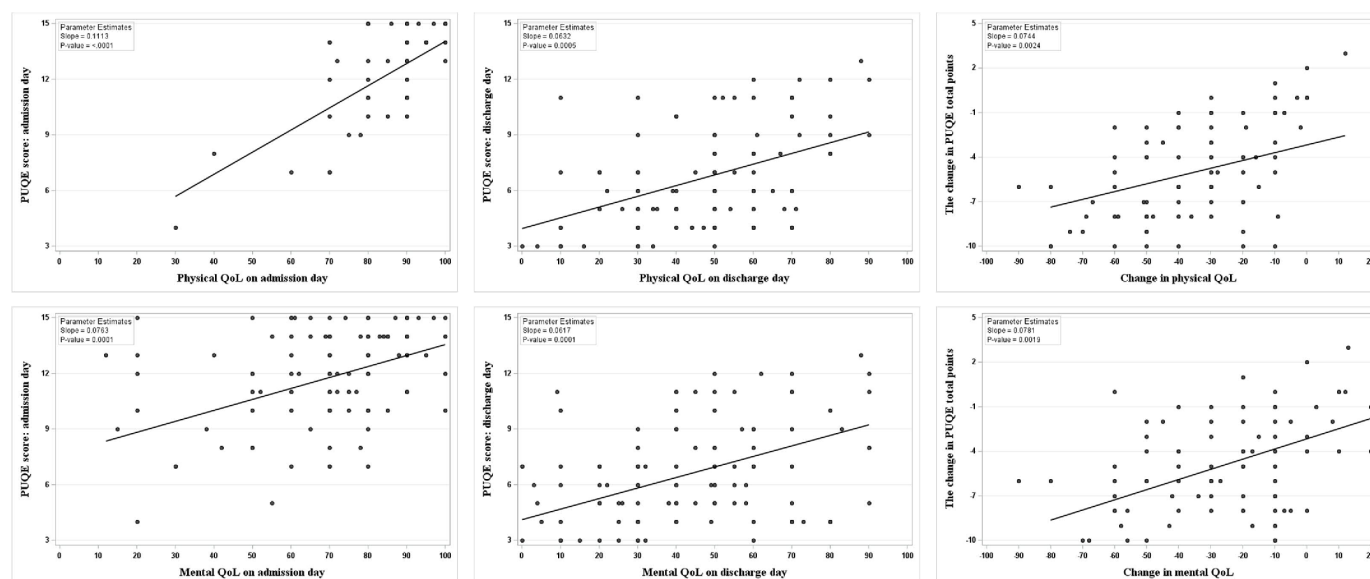 Parameter Estimates
Slope = 0.1113
P-value = <.0001
PUQE score: admission day
15
12
9
6
3
0 10 20 30 40 50 60 70 80 90 100
Physical QoL on admission day
Parameter Estimates
Slope = 0.0632
P-value = 0.0005
PUQE score: discharge day
15
12
9
6
3
0 10 20 30 40 50 60 70 80 90 100
Physical QoL on discharge day
Parameter Estimates
Slope = 0.0744
P-value = 0.0024
The change in PUQE total points
5
2
-1
-4
-7
-10
-100 -90 -80 -70 -60 -50 -40 -30 -20 -10 0 10
Change in physical QoL
Parameter Estimates
Slope = 0.0763
P-value = 0.0001
PUQE score: admission day
15
12
9
6
3
0 10 20 30 40 50 60 70 80 90 100
Mental QoL on admission day
Parameter Estimates
Slope = 0.0617
P-value = 0.0001
PUQE score: discharge day
15
12
9
6
3
0 10 20 30 40 50 60 70 80 90 100
Mental QoL on discharge day
Parameter Estimates
Slope = 0.0781
P-value = 0.0019
The change in PUQE total points
5
2
-1
-4
-7
-10
-100 -90 -80 -70 -60 -50 -40 -30 -20 -10 0 10
Change in mental QoL